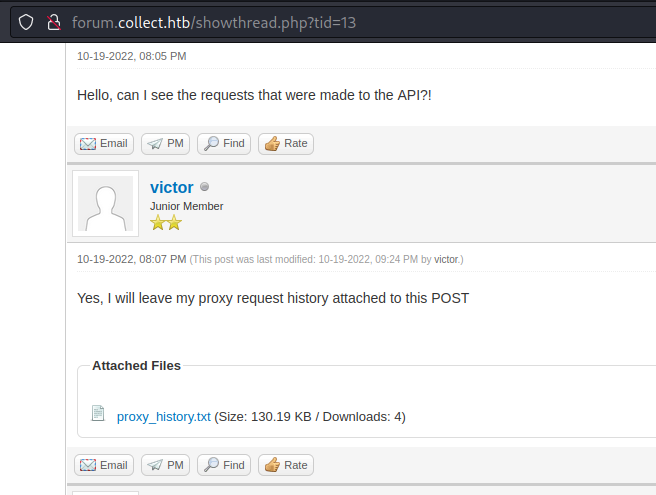 forum.collect.htb/showthread.php?tid=13
10-19-2022, 08:05 PM
Hello, can I see the requests that were made to the API?!
Email PM Find Rate
victor
Junior Member
10-19-2022, 08:07 PM (This post was last modified: 10-19-2022, 09:24 PM by victor.)
Yes, I will leave my proxy request history attached to this POST
Attached Files
proxy_history.txt (Size: 130.19 KB / Downloads: 4)
Email PM Find Rate